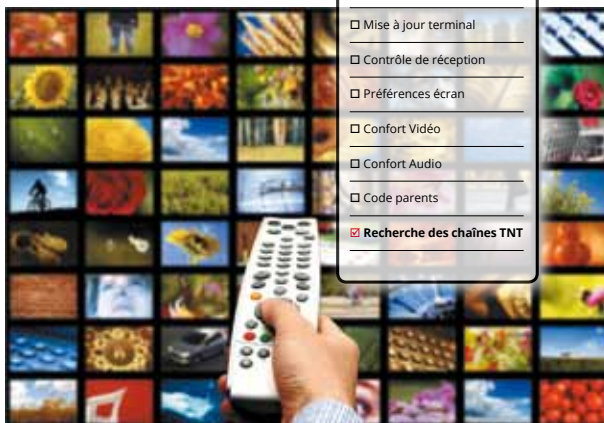 Mise à jour terminal
Contrôle de réception
Préférences écran
Confort Vidéo
Confort Audio
Code parents
Recherche des chaînes TNT